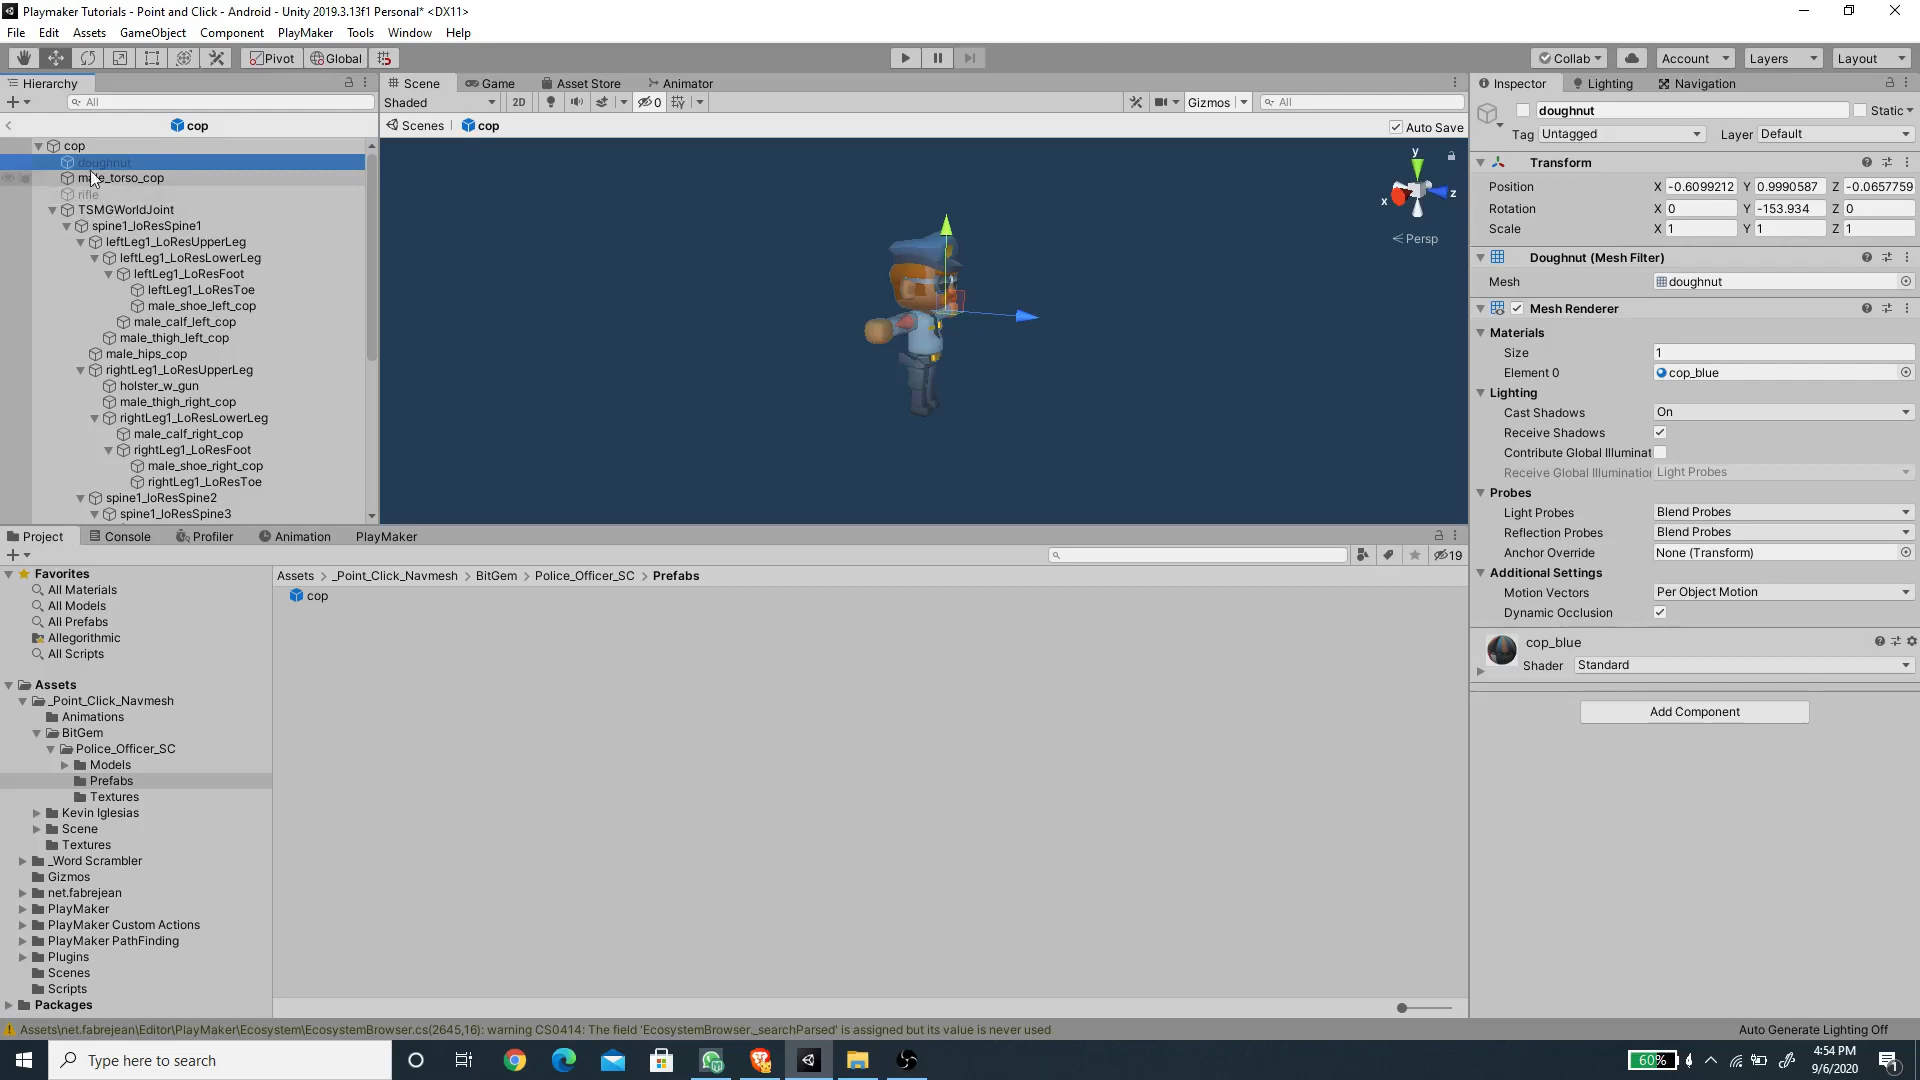 Playmaker Tutorials - Point and Click - Android - Unity 2019.3.13f1 Personal* <DX11>
File Edit Assets GameObject Component PlayMaker Tools Window Help
Pivot Global Collab Account Layers Layout
Hierarchy Scene Game Asset Store Animator Inspector Lighting Navigation
All Shaded 2D 0 Gizmos All
cop Scenes cop Auto Save
doughnut Static
Tag Untagged Layer Default
cop
doughnut
male_torso_cop
rifle
TSMGWorldJoint
spine1_loResSpine1
leftLeg1_LoResUpperLeg
leftLeg1_LoResLowerLeg
leftLeg1_LoResFoot
leftLeg1_LoResToe
male_shoe_left_cop
male_calf_left_cop
male_thigh_left_cop
male_hips_cop
rightLeg1_LoResUpperLeg
holster_w_gun
male_thigh_right_cop
rightLeg1_LoResLowerLeg
male_calf_right_cop
rightLeg1_LoResFoot
male_shoe_right_cop
rightLeg1_LoResToe
spine1_loResSpine2
spine1_loResSpine3
y
x z
Persp
Transform
Position X -0.6099212 Y 0.9990587 Z -0.0657759
Rotation X 0 Y -153.934 Z 0
Scale X 1 Y 1 Z 1
Doughnut (Mesh Filter)
Mesh doughnut
Mesh Renderer
Materials
Size 1
Element 0 cop_blue
Lighting
Cast Shadows On
Receive Shadows
Contribute Global Illuminat
Receive Global Illumination Light Probes
Probes
Light Probes Blend Probes
Reflection Probes Blend Probes
Anchor Override None (Transform)
Additional Settings
Motion Vectors Per Object Motion
Dynamic Occlusion
cop_blue
Shader Standard
Add Component
Project Console Profiler Animation PlayMaker
19
Favorites
All Materials
All Models
All Prefabs
Allegorithmic
All Scripts
Assets
_Point_Click_Navmesh
Animations
BitGem
Police_Officer_SC
Models
Prefabs
Textures
Kevin Iglesias
Scene
Textures
_Word Scrambler
Gizmos
net.fabrejean
PlayMaker
PlayMaker Custom Actions
PlayMaker PathFinding
Plugins
Scenes
Scripts
Packages
Assets > _Point_Click_Navmesh > BitGem > Police_Officer_SC > Prefabs
cop
Assets\net.fabrejean\Editor\PlayMaker\Ecosystem\EcosystemBrowser.cs(2645,16): warning CS0414: The field 'EcosystemBrowser._searchParsed' is assigned but its value is never used
Auto Generate Lighting Off
Type here to search
60%
4:54 PM
9/6/2020
1